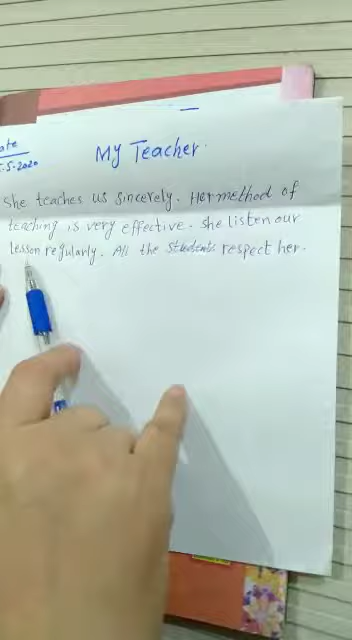 ate
5-5-2020
My Teacher
She teaches us sincerely. Her method of
teaching is very effective. She listen our
lesson regularly. All the students respect her.